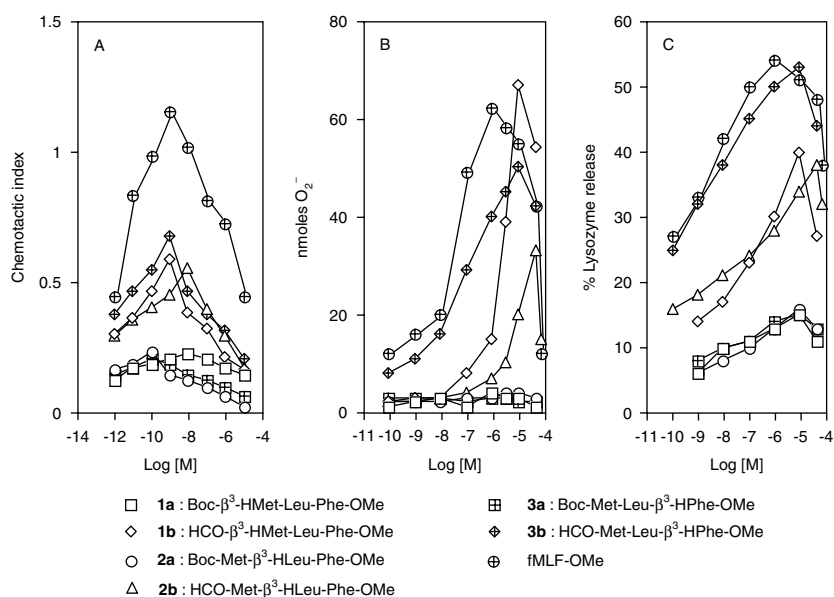 A
1.5
1
0.5
0
Chemotactic index
-14 -12 -10 -8 -6 -4
Log [M]
B
80
60
40
20
0
nmoles O₂⁻
-11 -10 -9 -8 -7 -6 -5 -4
Log [M]
C
60
50
40
30
20
10
0
% Lysozyme release
-11 -10 -9 -8 -7 -6 -5 -4
Log [M]
1a : Boc-β³-HMet-Leu-Phe-OMe
1b : HCO-β³-HMet-Leu-Phe-OMe
2a : Boc-Met-β³-HLeu-Phe-OMe
2b : HCO-Met-β³-HLeu-Phe-OMe
3a : Boc-Met-Leu-β³-HPhe-OMe
3b : HCO-Met-Leu-β³-HPhe-OMe
fMLF-OMe